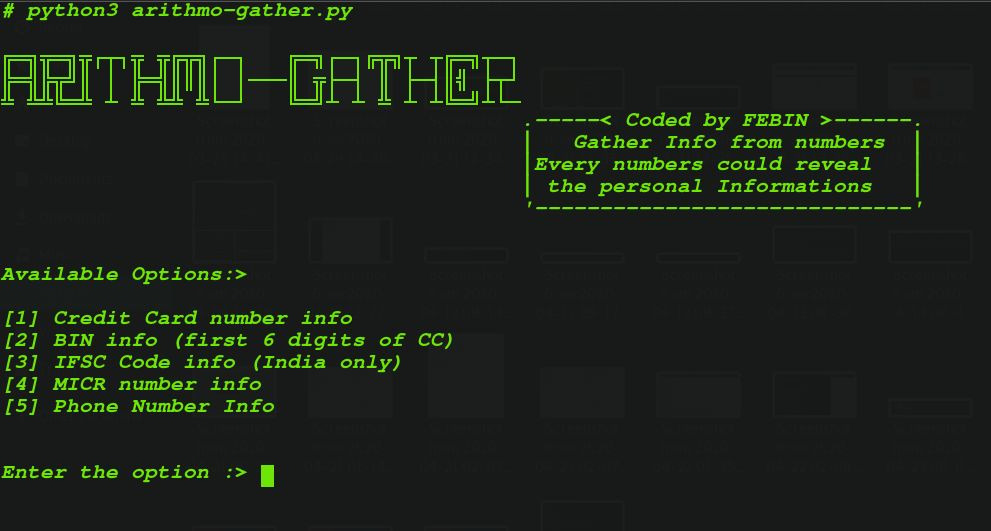 # python3 arithmo-gather.py
ARITHMO-GATHER
.-----< Coded by FEBIN >------.
| Gather Info from numbers |
|Every numbers could reveal |
| the personal Informations |
'-----------------------------'
Available Options:>
[1] Credit Card number info
[2] BIN info (first 6 digits of CC)
[3] IFSC Code info (India only)
[4] MICR number info
[5] Phone Number Info
Enter the option :>